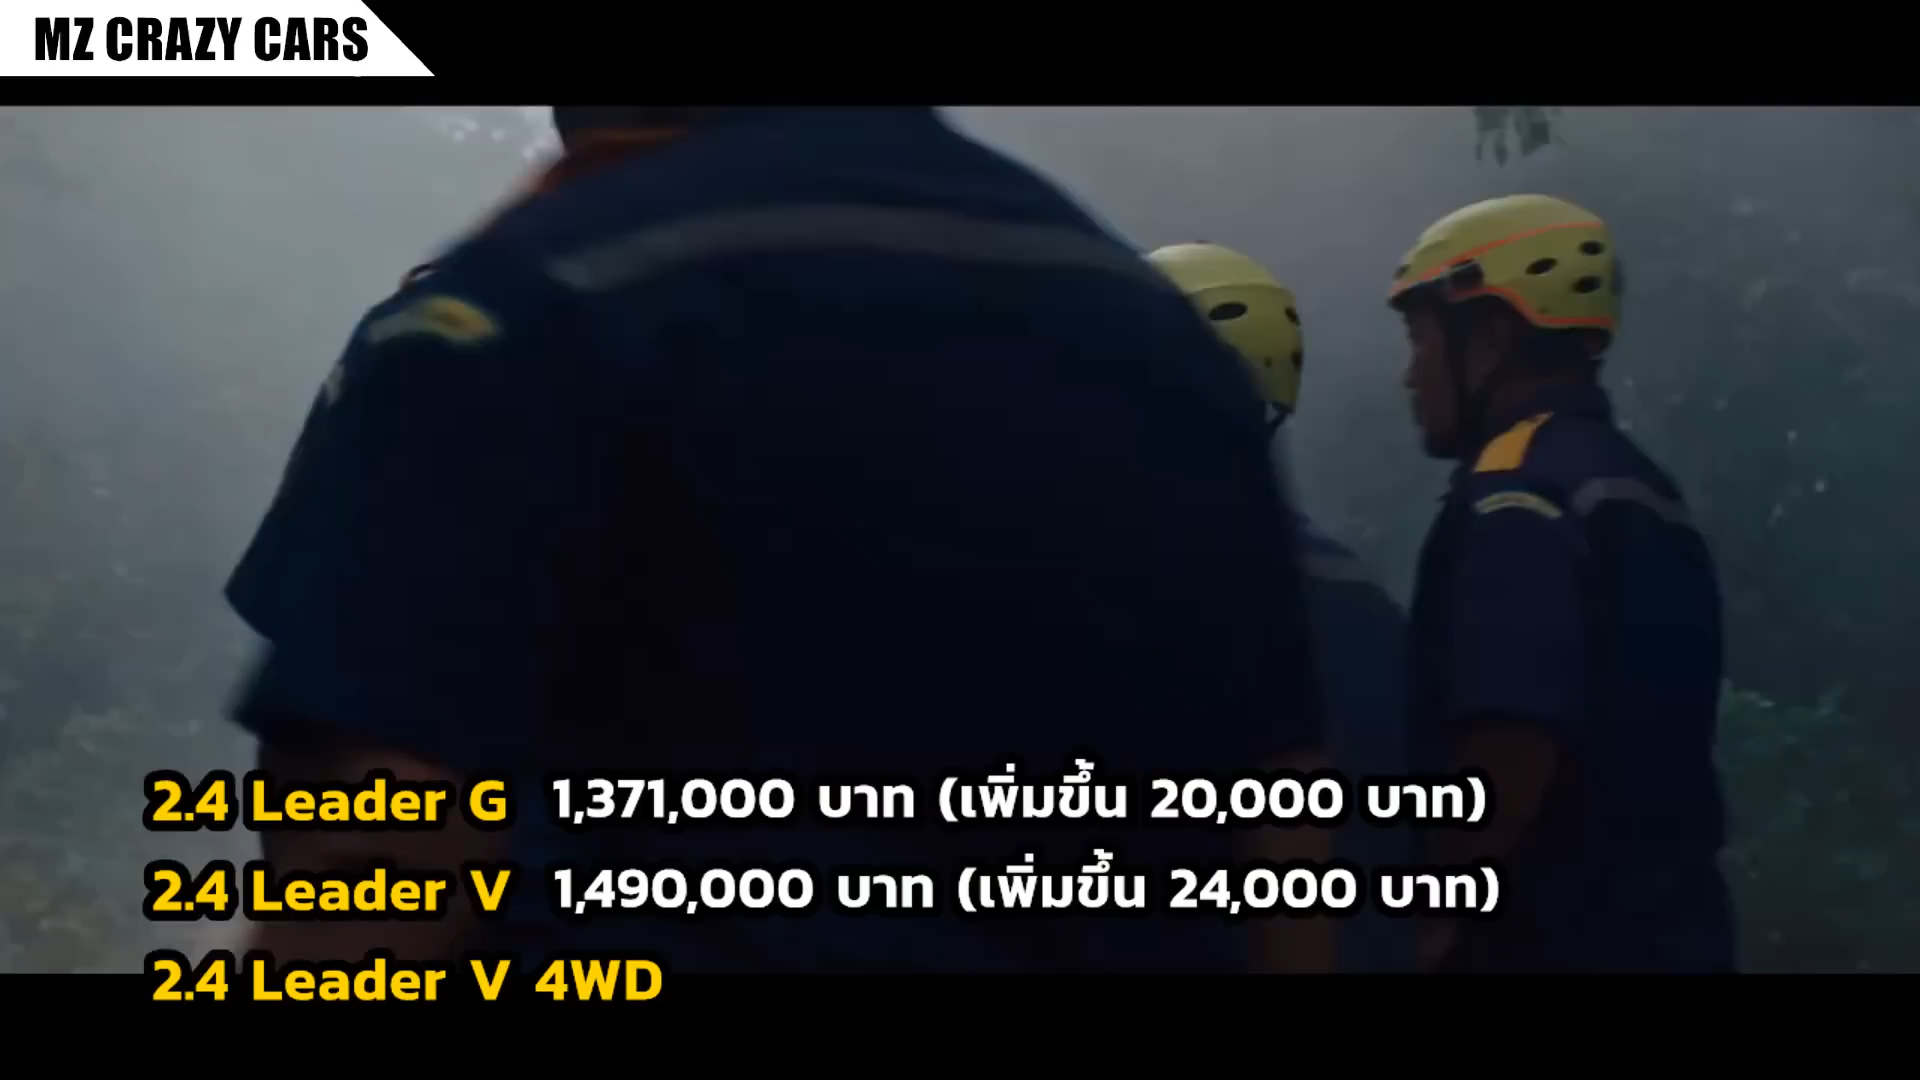 MZ CRAZY CARS
2.4 Leader G 1,371,000 บาท (เพิ่มขึ้น 20,000 บาท)
2.4 Leader V 1,490,000 บาท (เพิ่มขึ้น 24,000 บาท)
2.4 Leader V 4WD